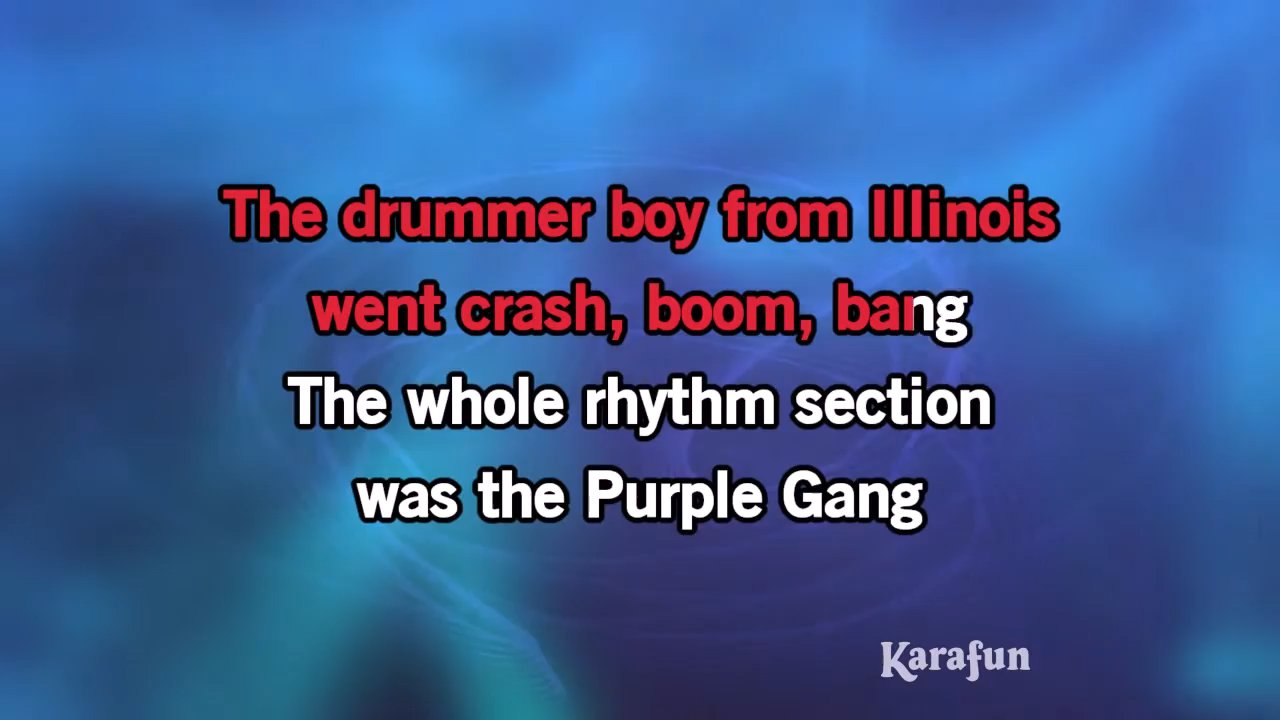 The drummer boy from Illinois
went crash, boom, bang
The whole rhythm section
was the Purple Gang
Karafun